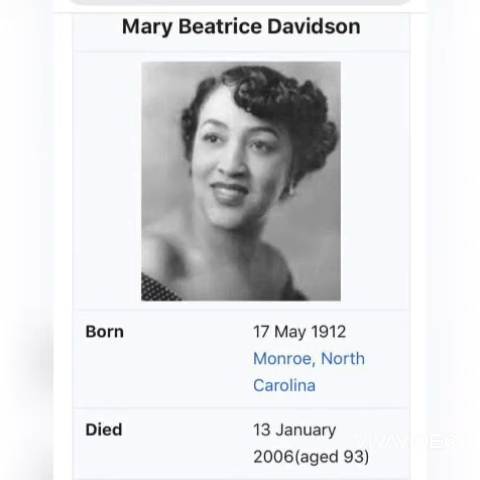 Mary Beatrice Davidson
Born
17 May 1912
Monroe, North
Carolina
Died
13 January
2006(aged 93)